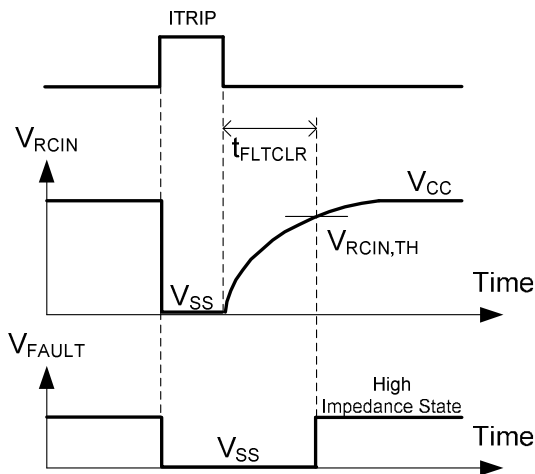 ITRIP
VRCIN
tFLTCLR
VCC
VRCIN,TH
VSS
Time
VFAULT
High
Impedance State
VSS
Time